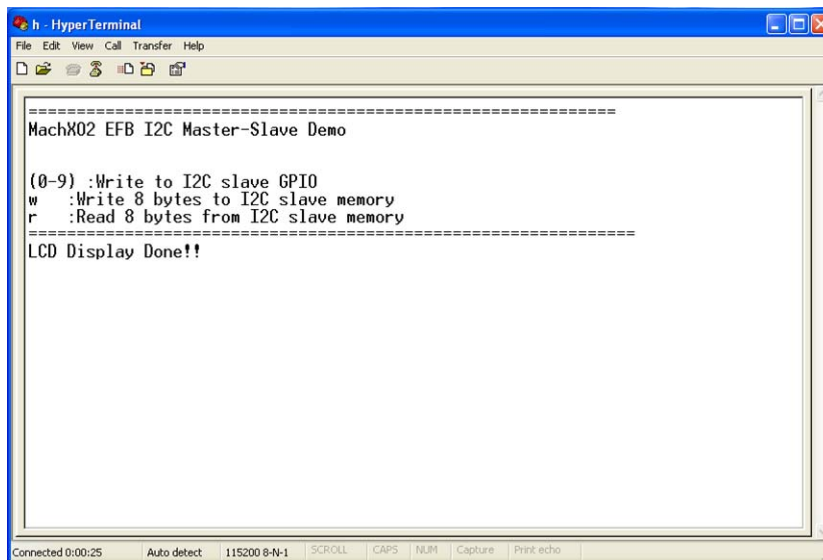 h - HyperTerminal
File Edit View Call Transfer Help
=============================================================
MachXO2 EFB I2C Master-Slave Demo
(0-9) :Write to I2C slave GPIO
w :Write 8 bytes to I2C slave memory
r :Read 8 bytes from I2C slave memory
===============================================================
LCD Display Done!!
Connected 0:00:25 Auto detect 115200 8-N-1 SCROLL CAPS NUM Capture Print echo